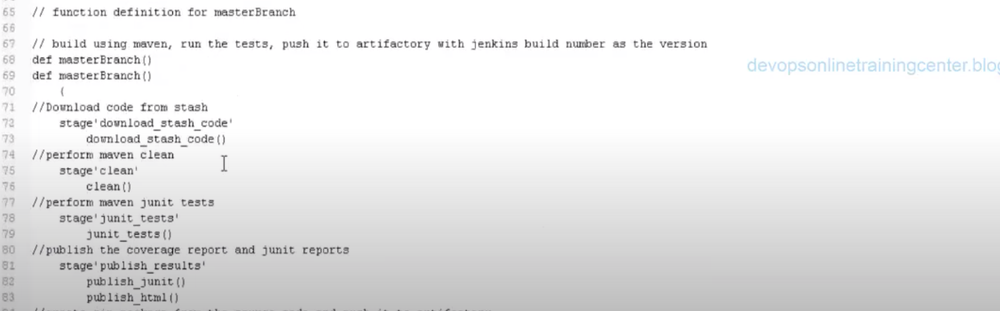 65 // function definition for masterBranch
66
67 // build using maven, run the tests, push it to artifactory with jenkins build number as the version
68 def masterBranch()
devopsonlinetrainingcenter.blog
69 def masterBranch()
70 (
71 //Download code from stash
72 stage'download_stash_code'
73 download_stash_code()
74 //perform maven clean
75 stage'clean'
76 clean()
77 //perform maven junit tests
78 stage'junit_tests'
79 junit_tests()
80 //publish the coverage report and junit reports
81 stage'publish_results'
82 publish_junit()
83 publish_html()